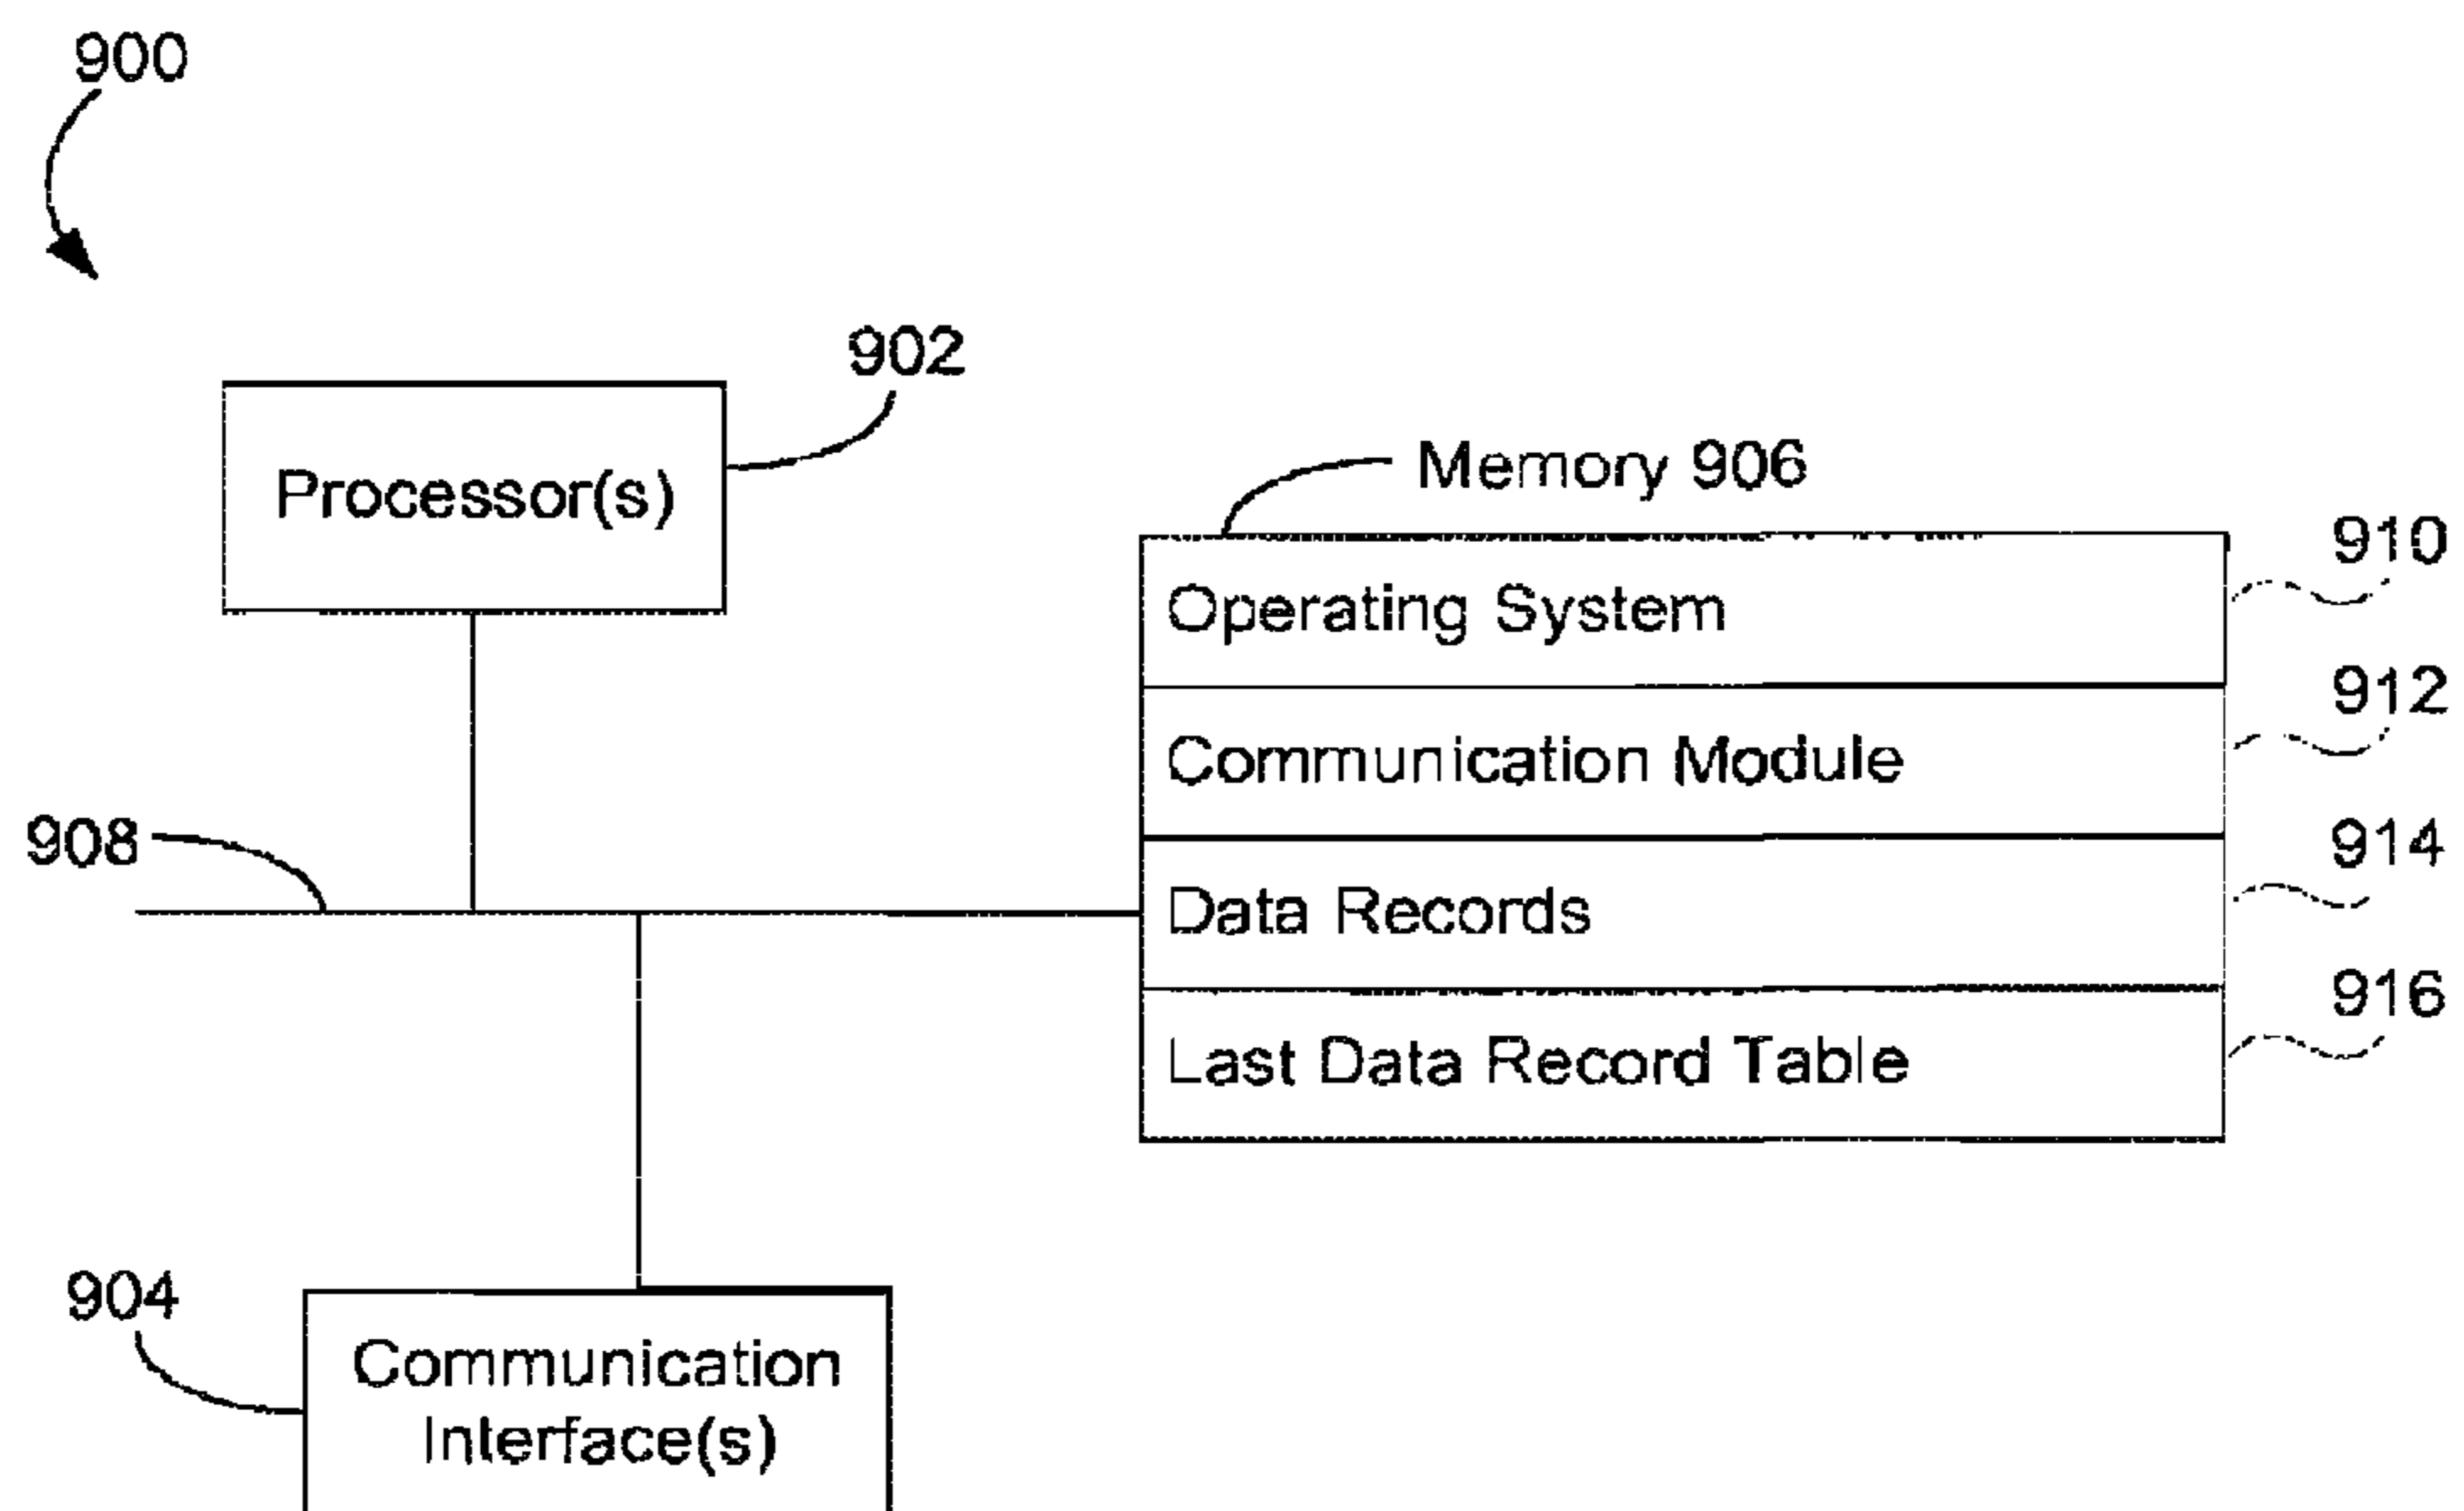 900
902
Processor(s)
Memory 906
910
Operating System
912
Communication Module
908
914
Data Records
916
Last Data Record Table
904
Communication
Interface(s)